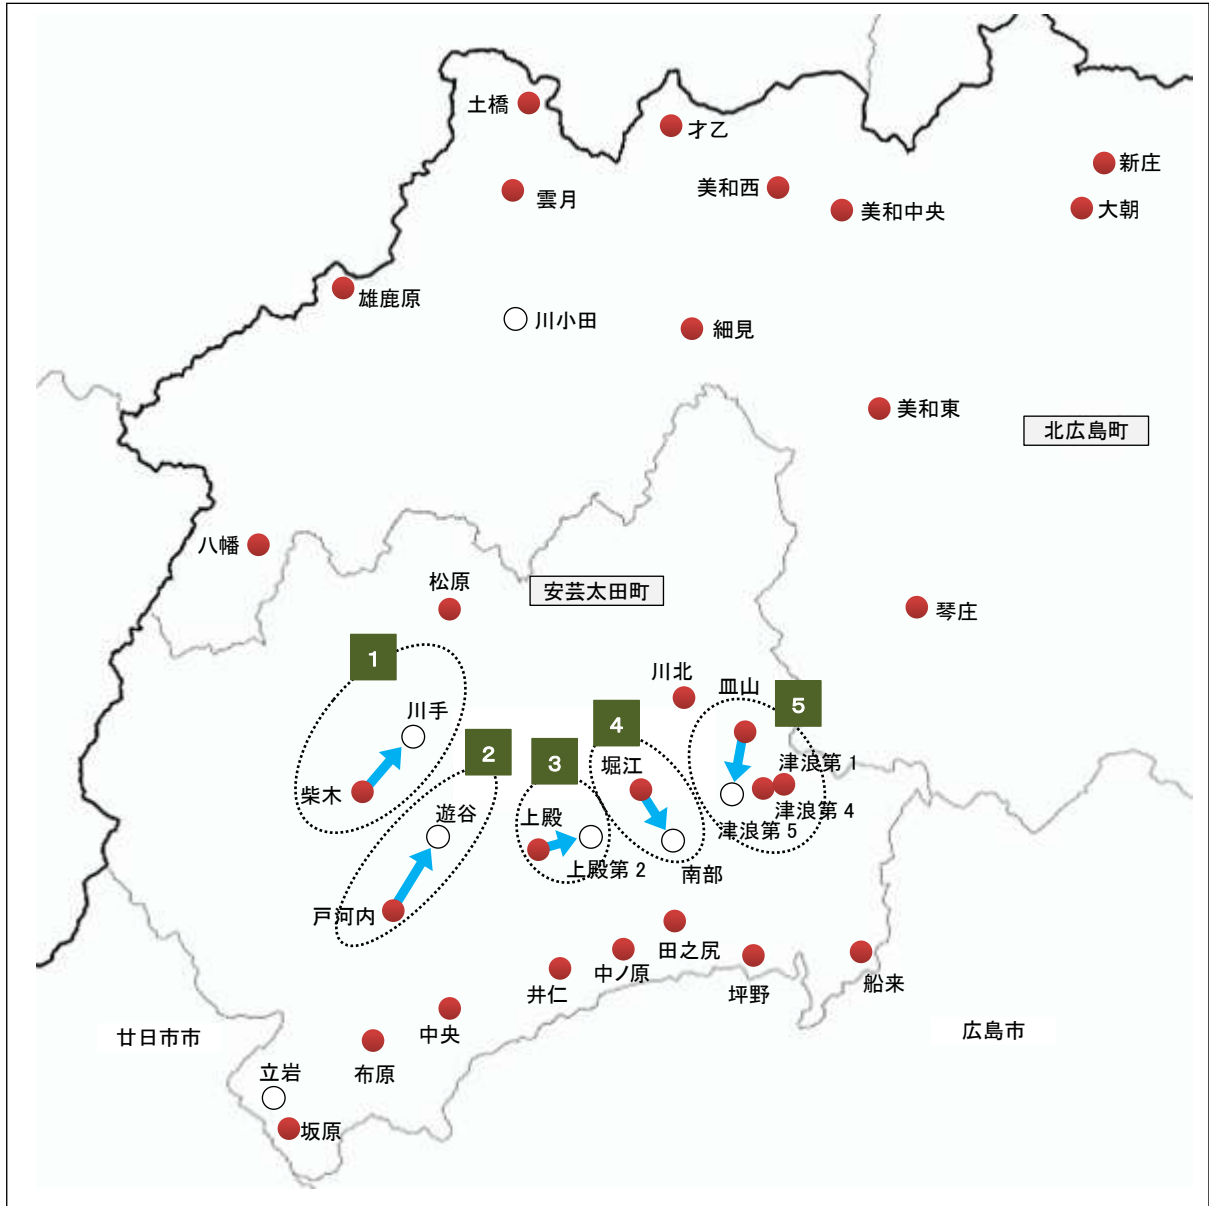 土橋
才乙
新庄
美和西
雲月
美和中央
大朝
雄鹿原
川小田
細見
美和東
北広島町
八幡
松原
安芸太田町
琴庄
1
川北
皿山
5
川手
4
2
3
堀江
津浪第1
柴木
遊谷
上殿
津浪第4
津浪第5
上殿第2
南部
戸河内
田之尻
中ノ原
坪野
船来
井仁
中央
廿日市市
広島市
布原
立岩
坂原